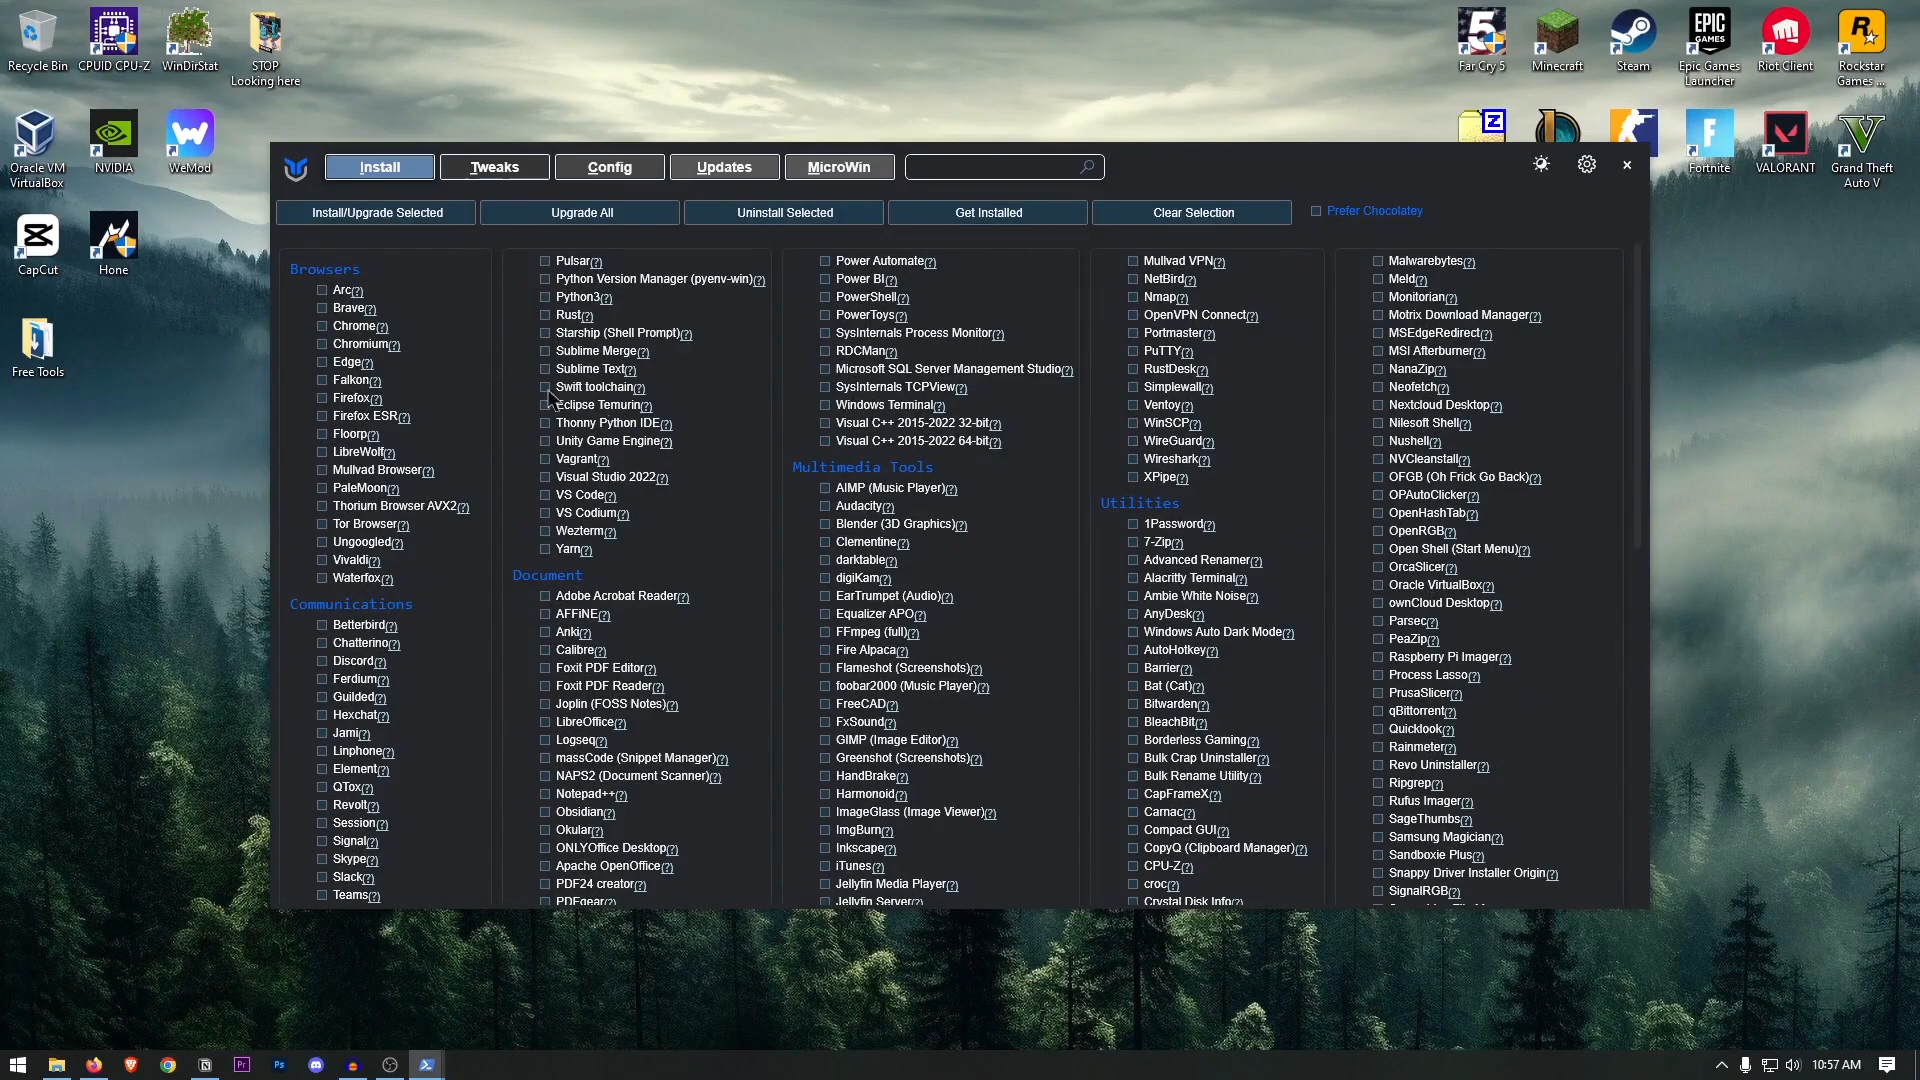 Recycle Bin
CPUID CPU-Z
WinDirStat
STOP
Looking here
Far Cry 5
Minecraft
Steam
Epic Games
Launcher
Riot Client
Rockstar
Games ...
Oracle VM
VirtualBox
NVIDIA
WeMod
Fortnite
VALORANT
Grand Theft
Auto V
CapCut
Hone
Free Tools
Install
Tweaks
Config
Updates
MicroWin
Install/Upgrade Selected
Upgrade All
Uninstall Selected
Get Installed
Clear Selection
Prefer Chocolatey
Browsers
Arc(?)
Brave(?)
Chrome(?)
Chromium(?)
Edge(?)
Falkon(?)
Firefox(?)
Firefox ESR(?)
Floorp(?)
LibreWolf(?)
Mullvad Browser(?)
PaleMoon(?)
Thorium Browser AVX2(?)
Tor Browser(?)
Ungoogled(?)
Vivaldi(?)
Waterfox(?)
Communications
Betterbird(?)
Chatterino(?)
Discord(?)
Ferdium(?)
Guilded(?)
Hexchat(?)
Jami(?)
Linphone(?)
Element(?)
QTox(?)
Revolt(?)
Session(?)
Signal(?)
Skype(?)
Slack(?)
Teams(?)
Pulsar(?)
Python Version Manager (pyenv-win)(?)
Python3(?)
Rust(?)
Starship (Shell Prompt)(?)
Sublime Merge(?)
Sublime Text(?)
Swift toolchain(?)
Eclipse Temurin(?)
Thonny Python IDE(?)
Unity Game Engine(?)
Vagrant(?)
Visual Studio 2022(?)
VS Code(?)
VS Codium(?)
Wezterm(?)
Yarn(?)
Document
Adobe Acrobat Reader(?)
AFFiNE(?)
Anki(?)
Calibre(?)
Foxit PDF Editor(?)
Foxit PDF Reader(?)
Joplin (FOSS Notes)(?)
LibreOffice(?)
Logseq(?)
massCode (Snippet Manager)(?)
NAPS2 (Document Scanner)(?)
Notepad++(?)
Obsidian(?)
Okular(?)
ONLYOffice Desktop(?)
Apache OpenOffice(?)
PDF24 creator(?)
PDFgear(?)
Power Automate(?)
Power BI(?)
PowerShell(?)
PowerToys(?)
SysInternals Process Monitor(?)
RDCMan(?)
Microsoft SQL Server Management Studio(?)
SysInternals TCPView(?)
Windows Terminal(?)
Visual C++ 2015-2022 32-bit(?)
Visual C++ 2015-2022 64-bit(?)
Multimedia Tools
AIMP (Music Player)(?)
Audacity(?)
Blender (3D Graphics)(?)
Clementine(?)
darktable(?)
digiKam(?)
EarTrumpet (Audio)(?)
Equalizer APO(?)
FFmpeg (full)(?)
Fire Alpaca(?)
Flameshot (Screenshots)(?)
foobar2000 (Music Player)(?)
FreeCAD(?)
FxSound(?)
GIMP (Image Editor)(?)
Greenshot (Screenshots)(?)
HandBrake(?)
Harmonoid(?)
ImageGlass (Image Viewer)(?)
ImgBurn(?)
Inkscape(?)
iTunes(?)
Jellyfin Media Player(?)
Jellyfin Server(?)
Mullvad VPN(?)
NetBird(?)
Nmap(?)
OpenVPN Connect(?)
Portmaster(?)
PuTTY(?)
RustDesk(?)
Simplewall(?)
Ventoy(?)
WinSCP(?)
WireGuard(?)
Wireshark(?)
XPipe(?)
Utilities
1Password(?)
7-Zip(?)
Advanced Renamer(?)
Alacritty Terminal(?)
Ambie White Noise(?)
AnyDesk(?)
Windows Auto Dark Mode(?)
AutoHotkey(?)
Barrier(?)
Bat (Cat)(?)
Bitwarden(?)
BleachBit(?)
Borderless Gaming(?)
Bulk Crap Uninstaller(?)
Bulk Rename Utility(?)
CapFrameX(?)
Carnac(?)
Compact GUI(?)
CopyQ (Clipboard Manager)(?)
CPU-Z(?)
croc(?)
Crystal Disk Info(?)
Malwarebytes(?)
Meld(?)
Monitorian(?)
Motrix Download Manager(?)
MSEdgeRedirect(?)
MSI Afterburner(?)
NanaZip(?)
Neofetch(?)
Nextcloud Desktop(?)
Nilesoft Shell(?)
Nushell(?)
NVCleanstall(?)
OFGB (Oh Frick Go Back)(?)
OPAutoClicker(?)
OpenHashTab(?)
OpenRGB(?)
Open Shell (Start Menu)(?)
OrcaSlicer(?)
Oracle VirtualBox(?)
ownCloud Desktop(?)
Parsec(?)
PeaZip(?)
Raspberry Pi Imager(?)
Process Lasso(?)
PrusaSlicer(?)
qBittorrent(?)
Quicklook(?)
Rainmeter(?)
Revo Uninstaller(?)
Ripgrep(?)
Rufus Imager(?)
SageThumbs(?)
Samsung Magician(?)
Sandboxie Plus(?)
Snappy Driver Installer Origin(?)
SignalRGB(?)
10:57 AM